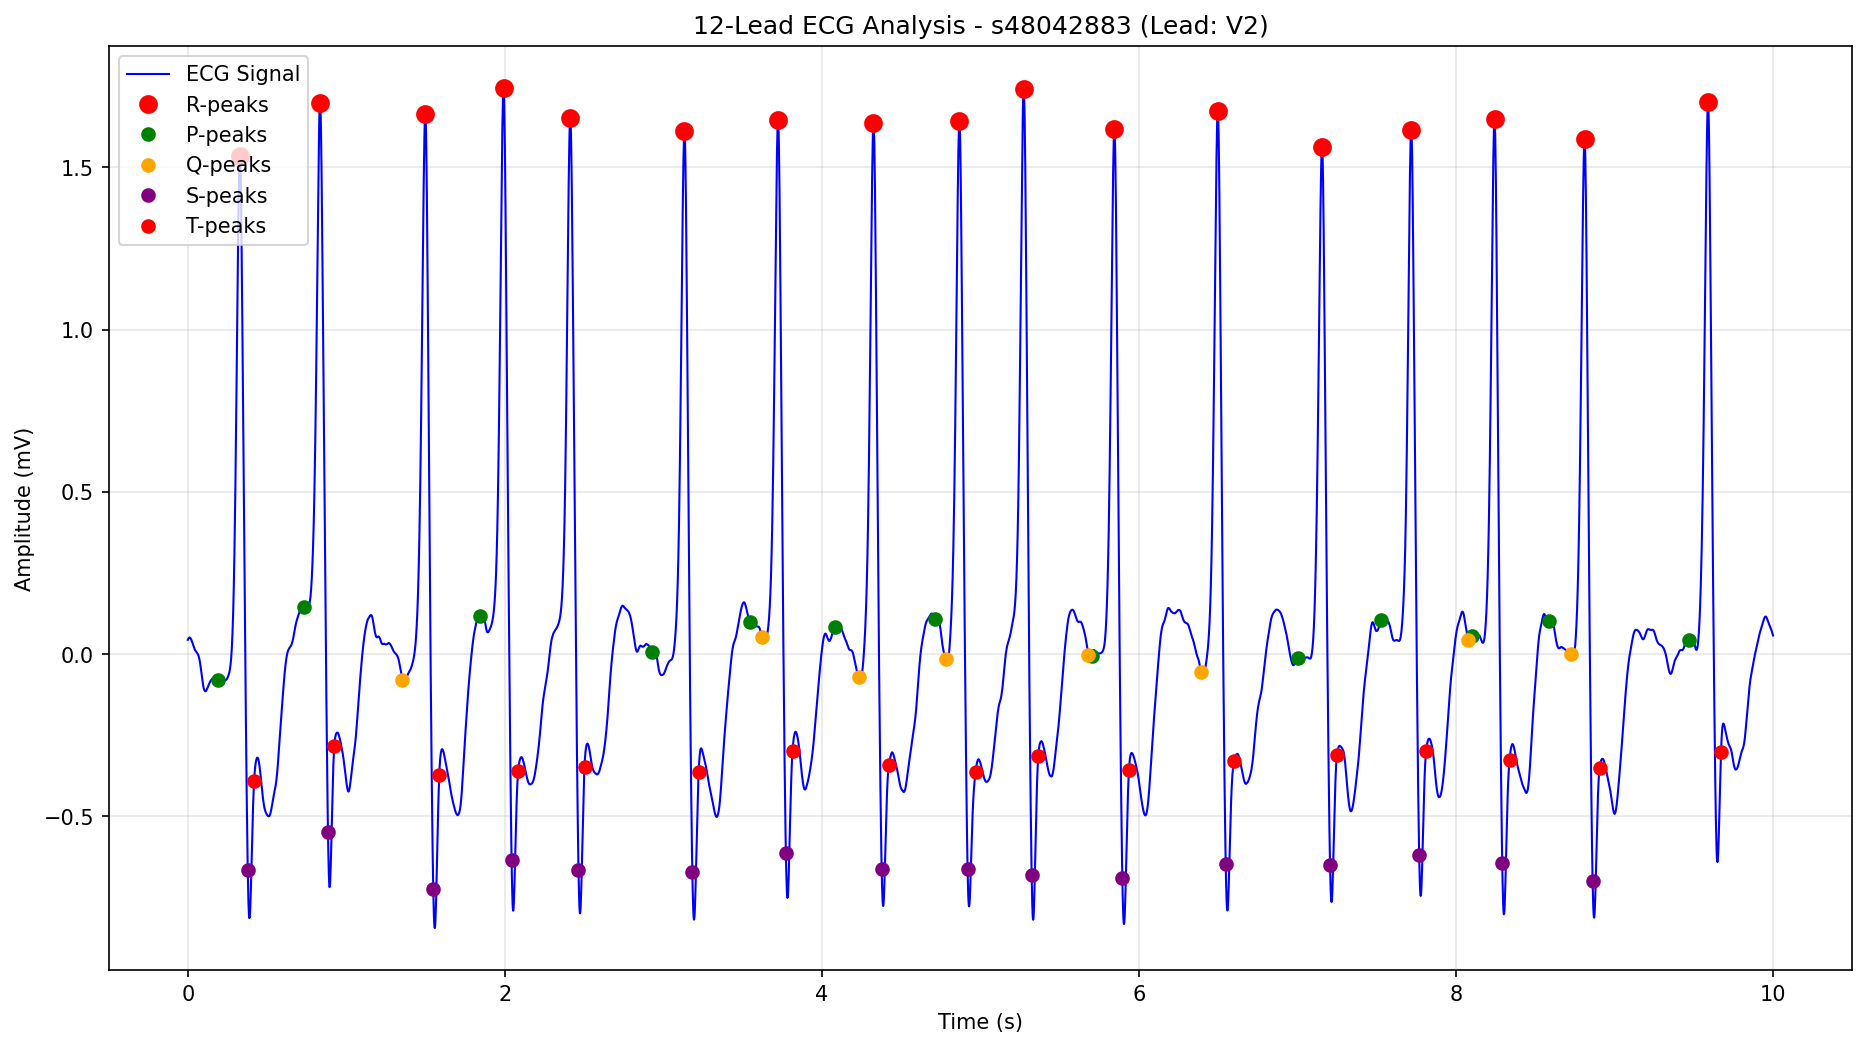 12-Lead ECG Analysis - s48042883 (Lead: V2)
ECG Signal
R-peaks
P-peaks
Q-peaks
S-peaks
T-peaks
Amplitude (mV)
1.5
1.0
0.5
0.0
−0.5
0 2 4 6 8 10
Time (s)